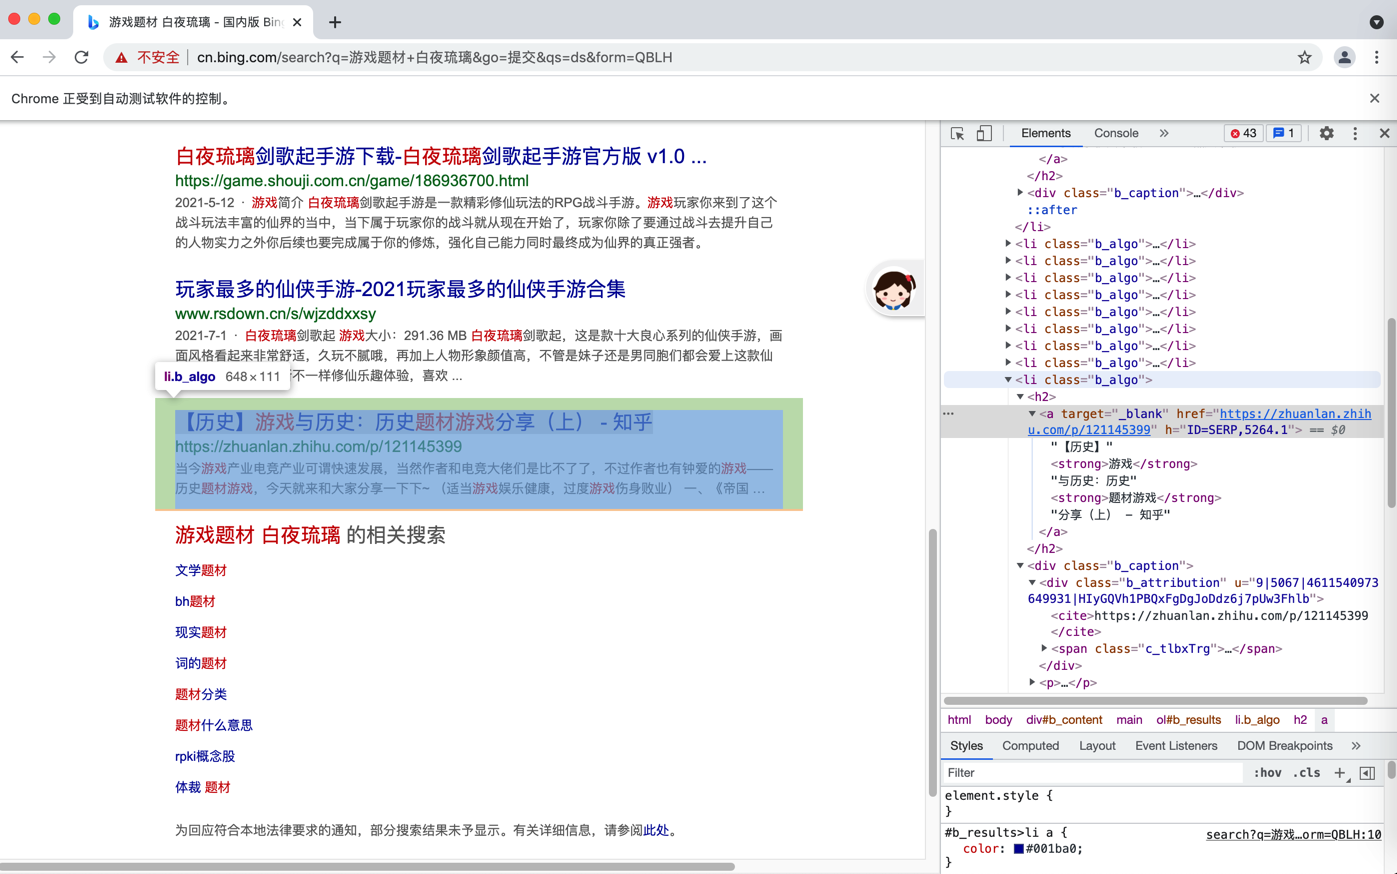 游戏题材 白夜琉璃 - 国内版 Bin
不安全
cn.bing.com/search?q=游戏题材+白夜琉璃&go=提交&qs=ds&form=QBLH
Chrome 正受到自动测试软件的控制。
白夜琉璃剑歌起手游下载-白夜琉璃剑歌起手游官方版 v1.0 ...
https://game.shouji.com.cn/game/186936700.html
2021-5-12 · 游戏简介 白夜琉璃剑歌起手游是一款精彩修仙玩法的RPG战斗手游。游戏玩家你来到了这个
战斗玩法丰富的仙界的当中，当下属于玩家你的战斗就从现在开始了，玩家你除了要通过战斗去提升自己
的人物实力之外你后续也要完成属于你的修炼，强化自己能力同时最终成为仙界的真正强者。
玩家最多的仙侠手游-2021玩家最多的仙侠手游合集
www.rsdown.cn/s/wjzddxxsy
2021-7-1 · 白夜琉璃剑歌起 游戏大小：291.36 MB 白夜琉璃剑歌起，这是款十大良心系列的仙侠手游，画
面风格看起来非常舒适，久玩不腻哦，再加上人物形象颜值高，不管是妹子还是男同胞们都会爱上这款仙
不一样修仙乐趣体验，喜欢 ...
li.b_algo 648×111
【历史】游戏与历史：历史题材游戏分享（上） - 知乎
https://zhuanlan.zhihu.com/p/121145399
当今游戏产业电竞产业可谓快速发展，当然作者和电竞大佬们是比不了了，不过作者也有钟爱的游戏——
历史题材游戏，今天就来和大家分享一下下~ （适当游戏娱乐健康，过度游戏伤身败业） 一、《帝国 ...
游戏题材 白夜琉璃 的相关搜索
文学题材
bh题材
现实题材
词的题材
题材分类
题材什么意思
rpki概念股
体裁 题材
为回应符合本地法律要求的通知，部分搜索结果未予显示。有关详细信息，请参阅此处。
Elements Console » 43 1
</a>
</h2>
<div class="b_caption">…</div>
::after
</li>
<li class="b_algo">…</li>
<li class="b_algo">…</li>
<li class="b_algo">…</li>
<li class="b_algo">…</li>
<li class="b_algo">…</li>
<li class="b_algo">…</li>
<li class="b_algo">…</li>
<li class="b_algo">…</li>
<li class="b_algo">
<h2>
<a target="_blank" href="https://zhuanlan.zhih
u.com/p/121145399" h="ID=SERP,5264.1"> == $0
"【历史】"
<strong>游戏</strong>
"与历史：历史"
<strong>题材游戏</strong>
"分享（上） - 知乎"
</a>
</h2>
<div class="b_caption">
<div class="b_attribution" u="9|5067|4611540973
649931|HIyGQVh1PBQxFgDgJoDdz6j7pUw3Fhlb">
<cite>https://zhuanlan.zhihu.com/p/121145399
</cite>
<span class="c_tlbxTrg">…</span>
</div>
<p>…</p>
html body div#b_content main ol#b_results li.b_algo h2 a
Styles Computed Layout Event Listeners DOM Breakpoints »
Filter :hov .cls +
element.style {
}
#b_results>li a { search?q=游戏…orm=QBLH:10
color: #001ba0;
}